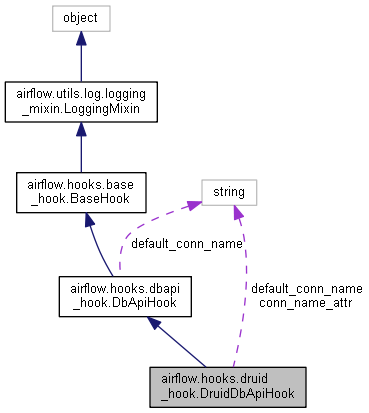 object
airflow.utils.log.logging
_mixin.LoggingMixin
airflow.hooks.base
_hook.BaseHook
string
default_conn_name
airflow.hooks.dbapi
_hook.DbApiHook
default_conn_name
conn_name_attr
airflow.hooks.druid
_hook.DruidDbApiHook